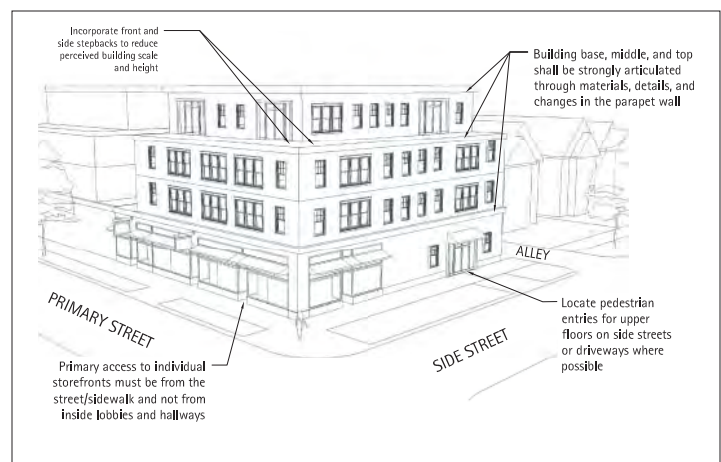 Incorporate front and
side stepbacks to reduce
perceived building scale
and height
Building base, middle, and top
shall be strongly articulated
through materials, details, and
changes in the parapet wall
ALLEY
PRIMARY STREET
SIDE STREET
Locate pedestrian
entries for upper
floors on side streets
or driveways where
possible
Primary access to individual
storefronts must be from the
street/sidewalk and not from
inside lobbies and hallways